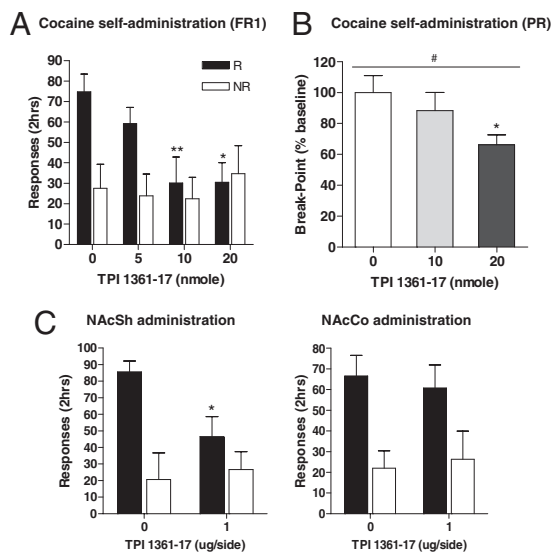 A Cocaine self-administration (FR1)
90
80
70
60
50
40
30
20
10
0
Responses (2hrs)
R
NR
**
*
0 5 10 20
TPI 1361-17 (nmole)
B Cocaine self-administration (PR)
#
120
100
80
60
40
20
0
Break-Point (% baseline)
*
0 10 20
TPI 1361-17 (nmole)
C NAcSh administration
100
90
80
70
60
50
40
30
20
10
0
Responses (2hrs)
*
0 1
TPI 1361-17 (ug/side)
NAcCo administration
80
70
60
50
40
30
20
10
0
Responses (2hrs)
0 1
TPI 1361-17 (ug/side)